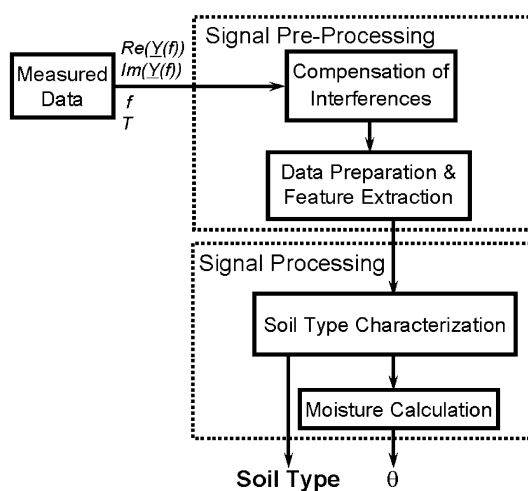 Signal Pre-Processing
Measured
Data
Re(Y(f))
Im(Y(f))
f
T
Compensation of
Interferences
Data Preparation &
Feature Extraction
Signal Processing
Soil Type Characterization
Moisture Calculation
Soil Type
θ